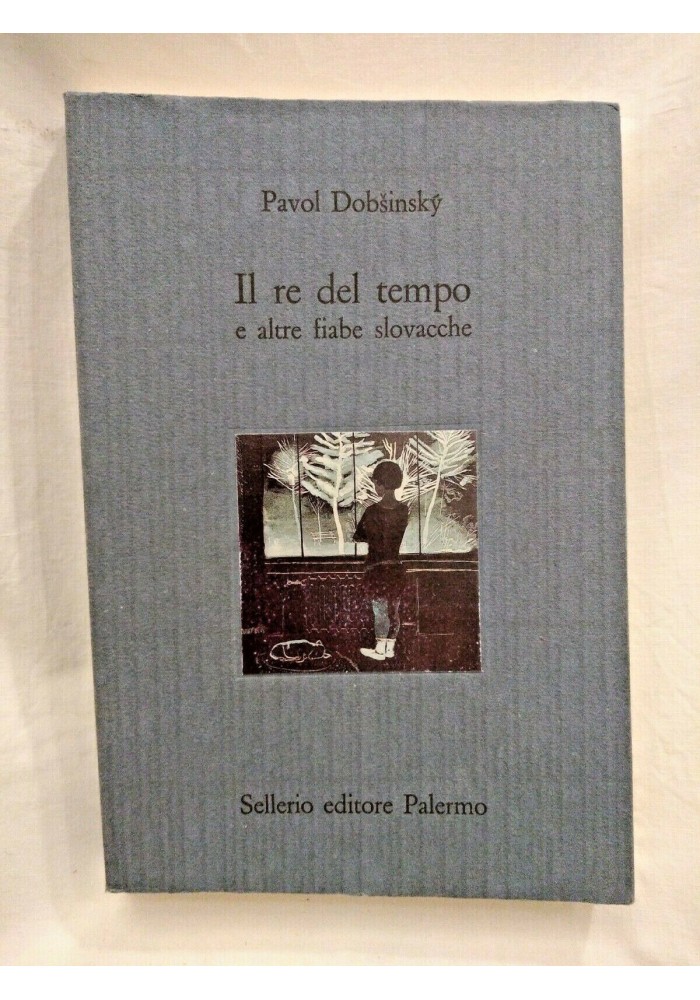 Pavol Dobšinský
Il re del tempo
e altre fiabe slovacche
Sellerio editore Palermo